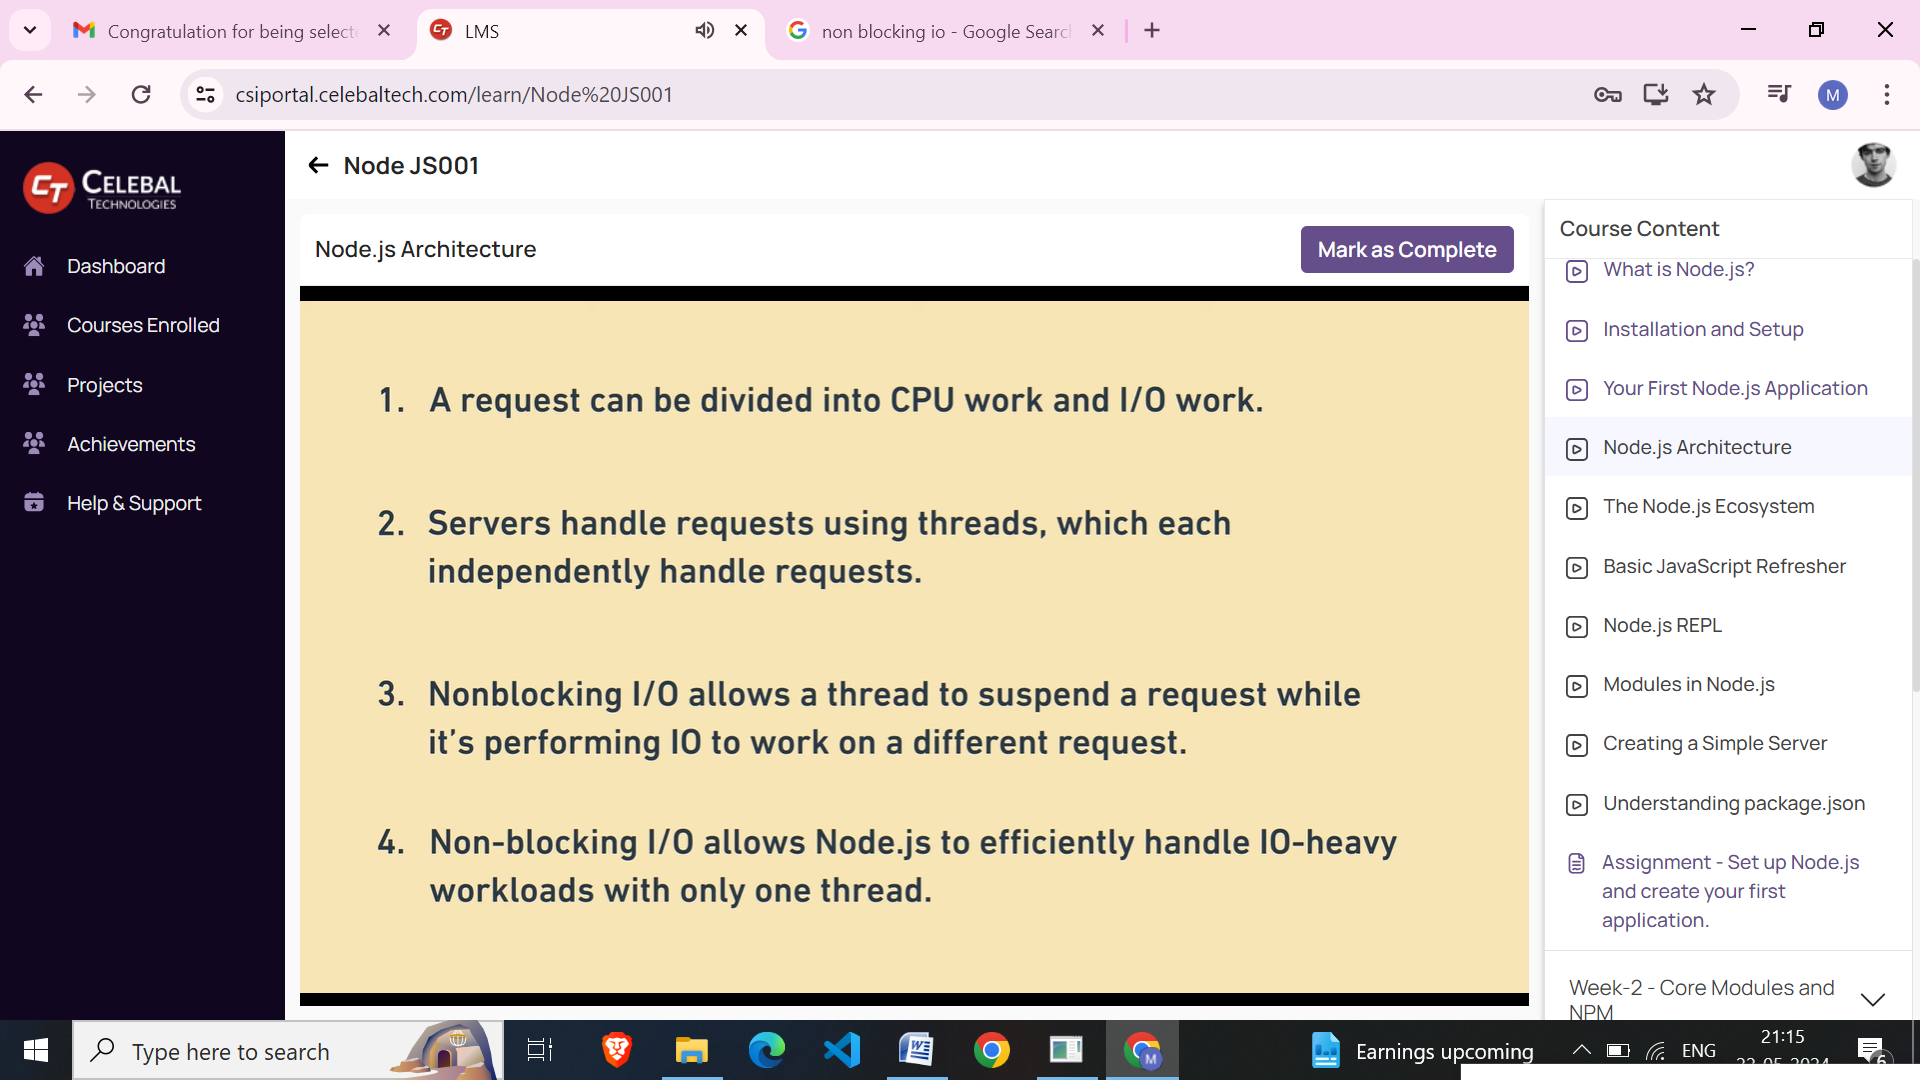 Congratulation for being selecte
LMS
non blocking io - Google Searc
csiportal.celebaltech.com/learn/Node%20JS001
M
CT CELEBAL
TECHNOLOGIES
Dashboard
Courses Enrolled
Projects
Achievements
Help & Support
Node JS001
Node.js Architecture
Mark as Complete
1. A request can be divided into CPU work and I/O work.
2. Servers handle requests using threads, which each
independently handle requests.
3. Nonblocking I/O allows a thread to suspend a request while
it's performing IO to work on a different request.
4. Non-blocking I/O allows Node.js to efficiently handle IO-heavy
workloads with only one thread.
Course Content
What is Node.js?
Installation and Setup
Your First Node.js Application
Node.js Architecture
The Node.js Ecosystem
Basic JavaScript Refresher
Node.js REPL
Modules in Node.js
Creating a Simple Server
Understanding package.json
Assignment - Set up Node.js
and create your first
application.
Week-2 - Core Modules and
NPM
Type here to search
Earnings upcoming
ENG
21:15
22-05-2024
6